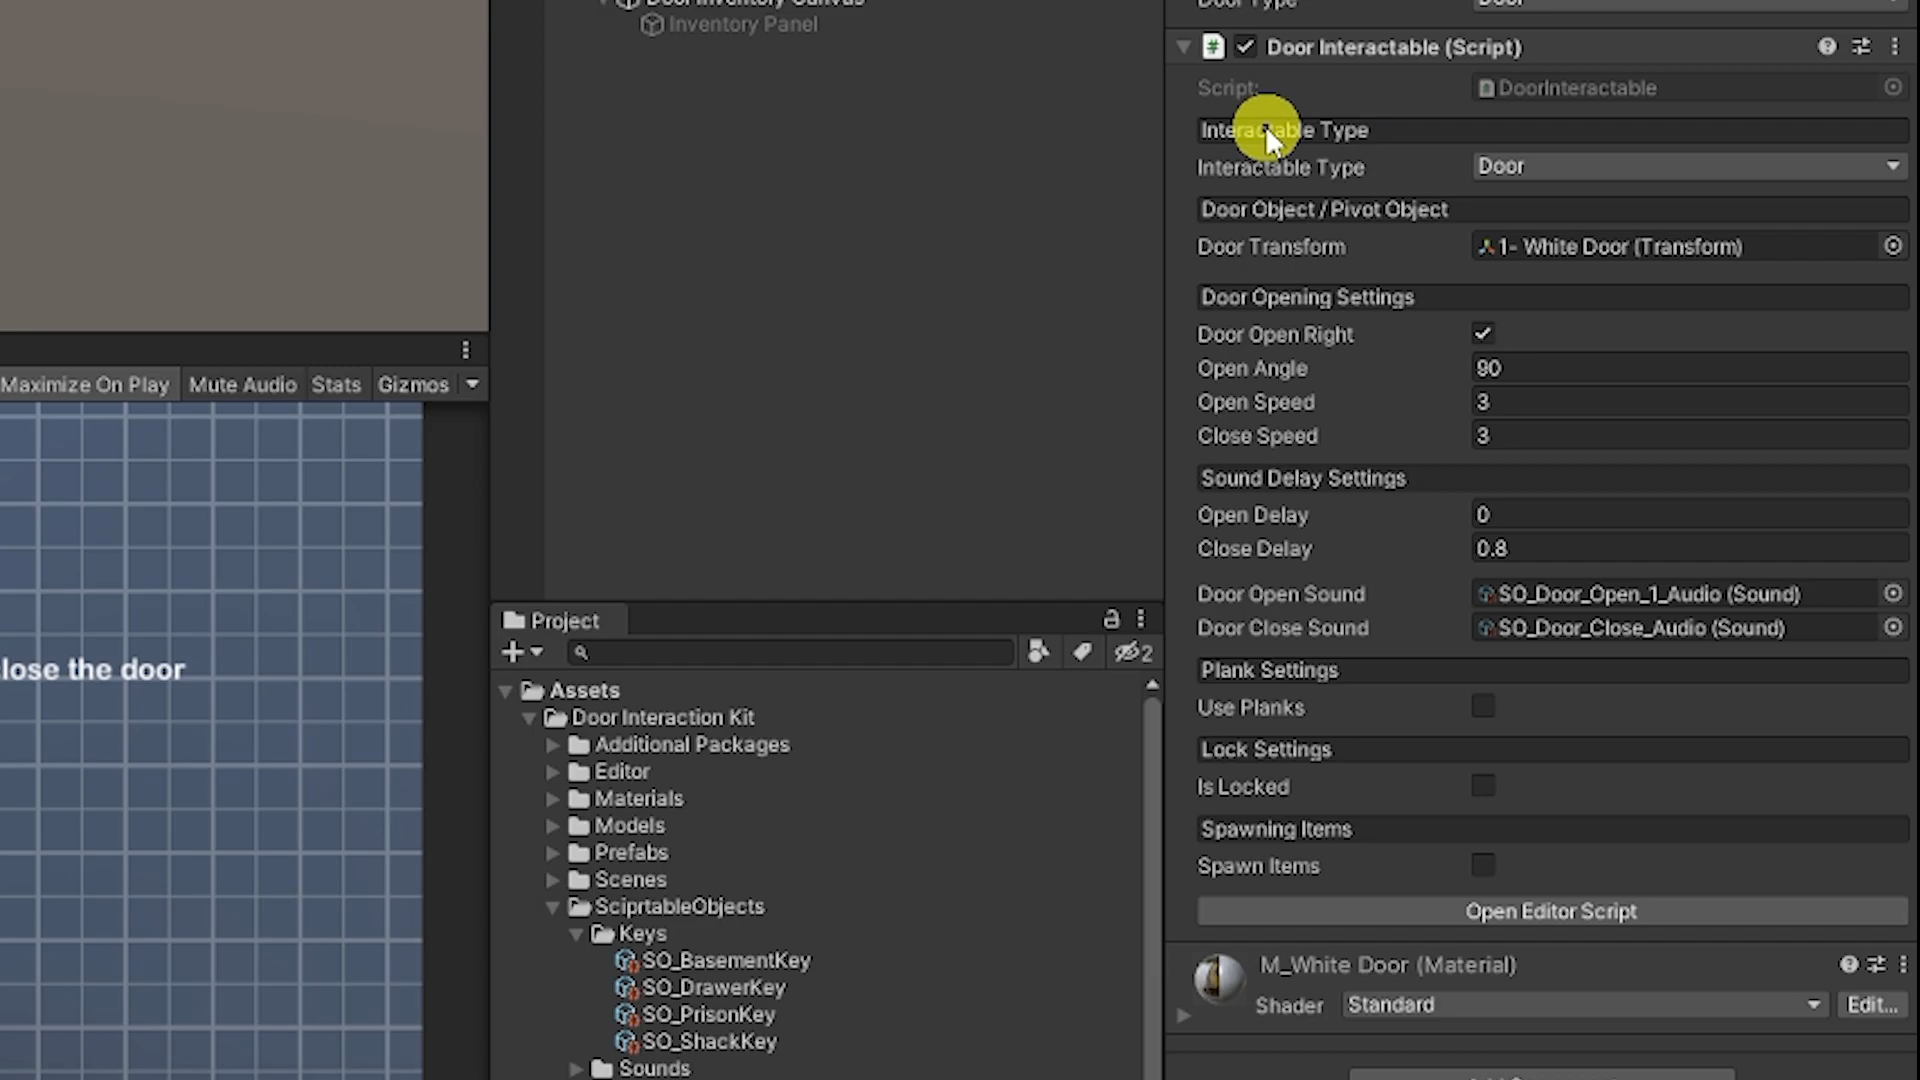 Inventory Panel
Maximize On Play Mute Audio Stats Gizmos
lose the door
Project
2
Assets
Door Interaction Kit
Additional Packages
Editor
Materials
Models
Prefabs
Scenes
SciprtableObjects
Keys
SO_BasementKey
SO_DrawerKey
SO_PrisonKey
SO_ShackKey
Sounds
Door Type Door
# Door Interactable (Script)
Script: DoorInteractable
Interactable Type
Interactable Type Door
Door Object / Pivot Object
Door Transform 1- White Door (Transform)
Door Opening Settings
Door Open Right
Open Angle 90
Open Speed 3
Close Speed 3
Sound Delay Settings
Open Delay 0
Close Delay 0.8
Door Open Sound SO_Door_Open_1_Audio (Sound)
Door Close Sound SO_Door_Close_Audio (Sound)
Plank Settings
Use Planks
Lock Settings
Is Locked
Spawning Items
Spawn Items
Open Editor Script
M_White Door (Material)
Shader Standard Edit...